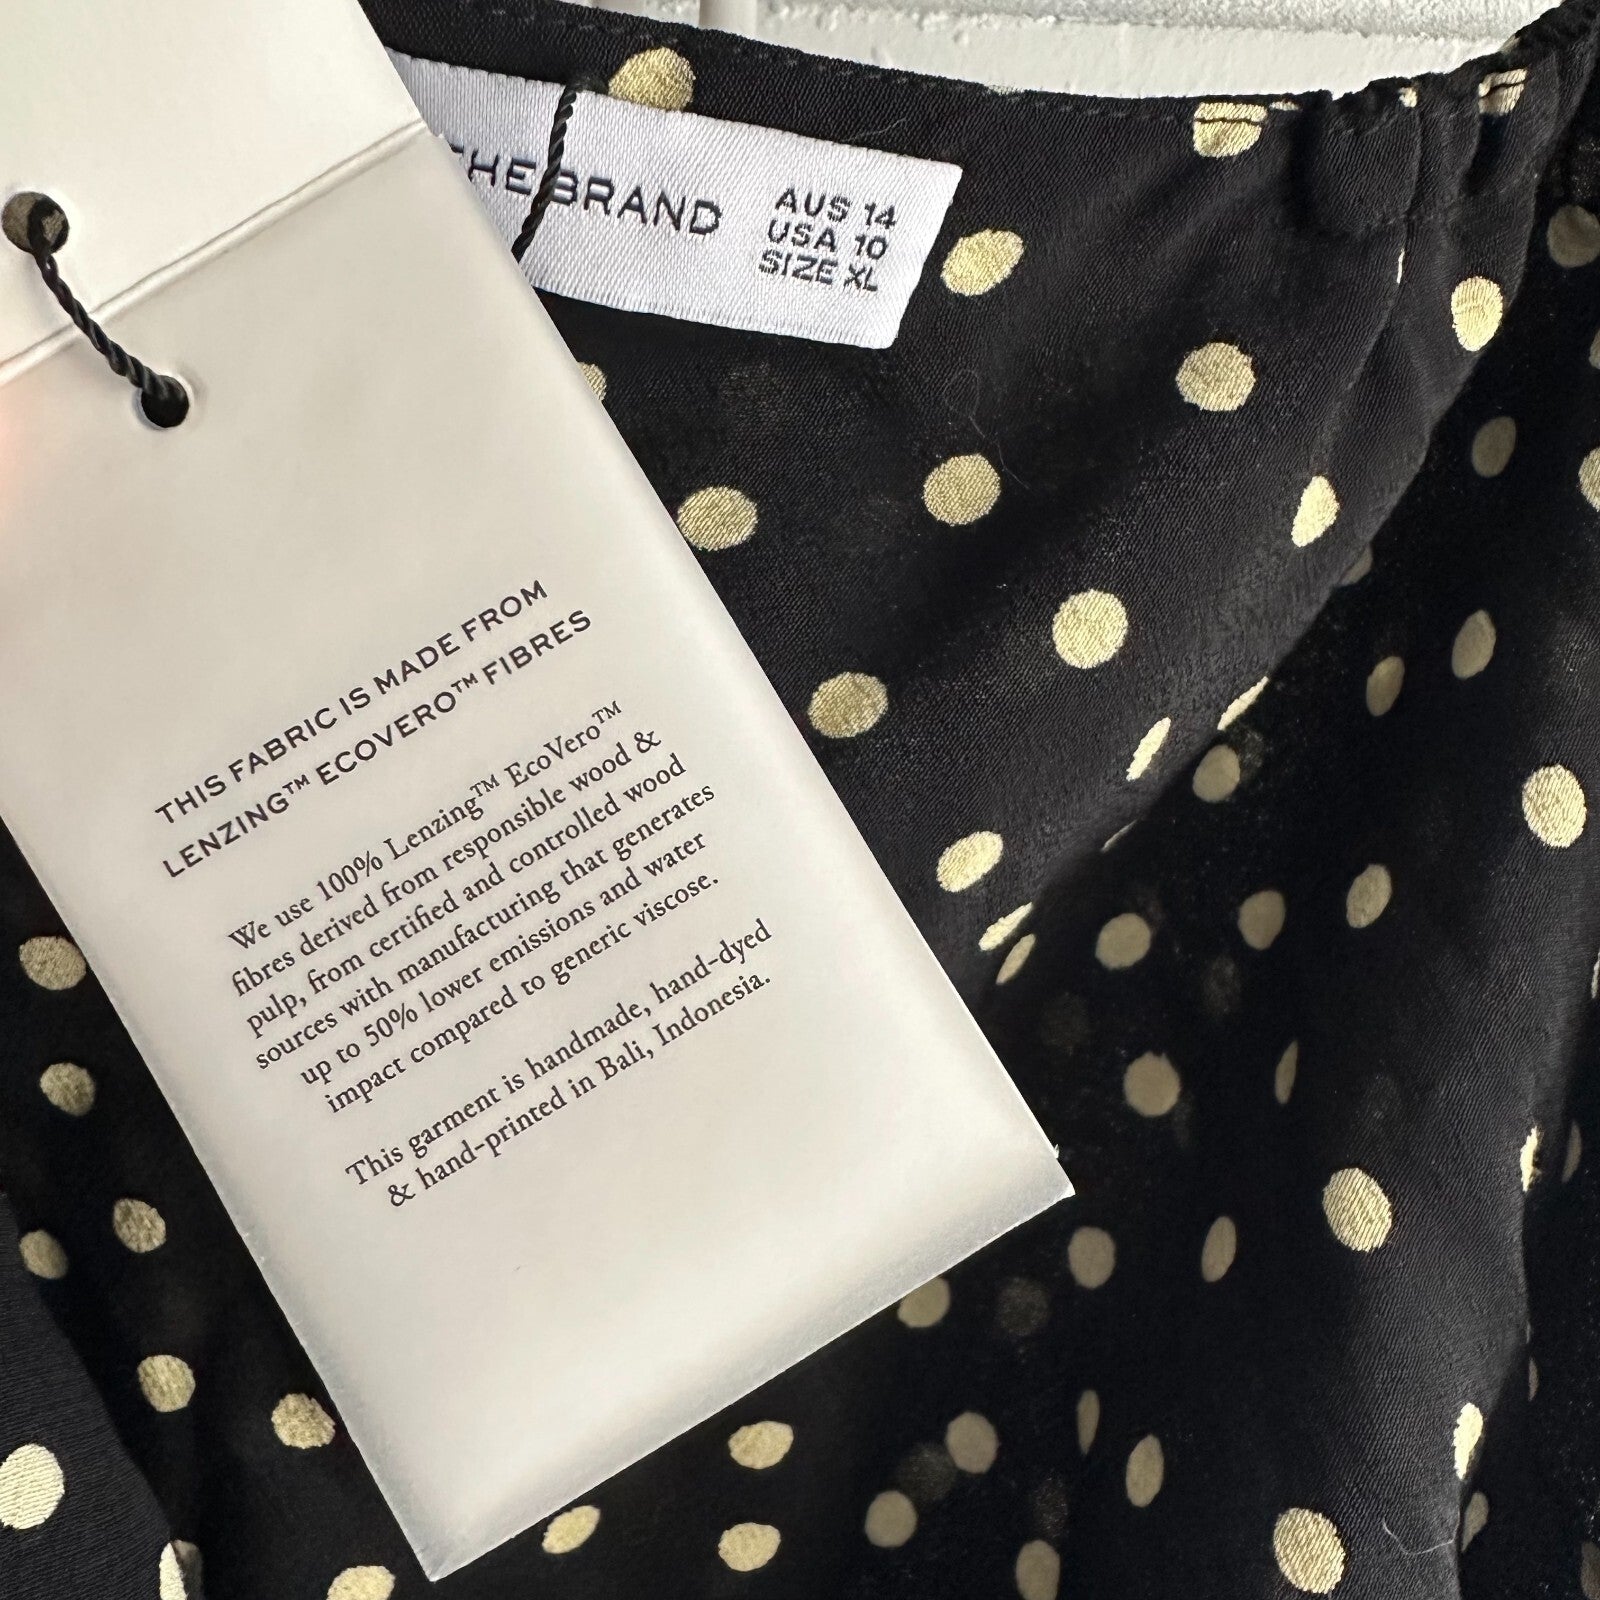 THE BRAND
AUS 14
USA 10
SIZE XL
THIS FABRIC IS MADE FROM
LENZING™ ECOVERO™ FIBRES
We use 100% Lenzing™ EcoVero™
fibres derived from responsible wood &
pulp, from certified and controlled wood
sources with manufacturing that generates
up to 50% lower emissions and water
impact compared to generic viscose.
This garment is handmade, hand-dyed
& hand-printed in Bali, Indonesia.